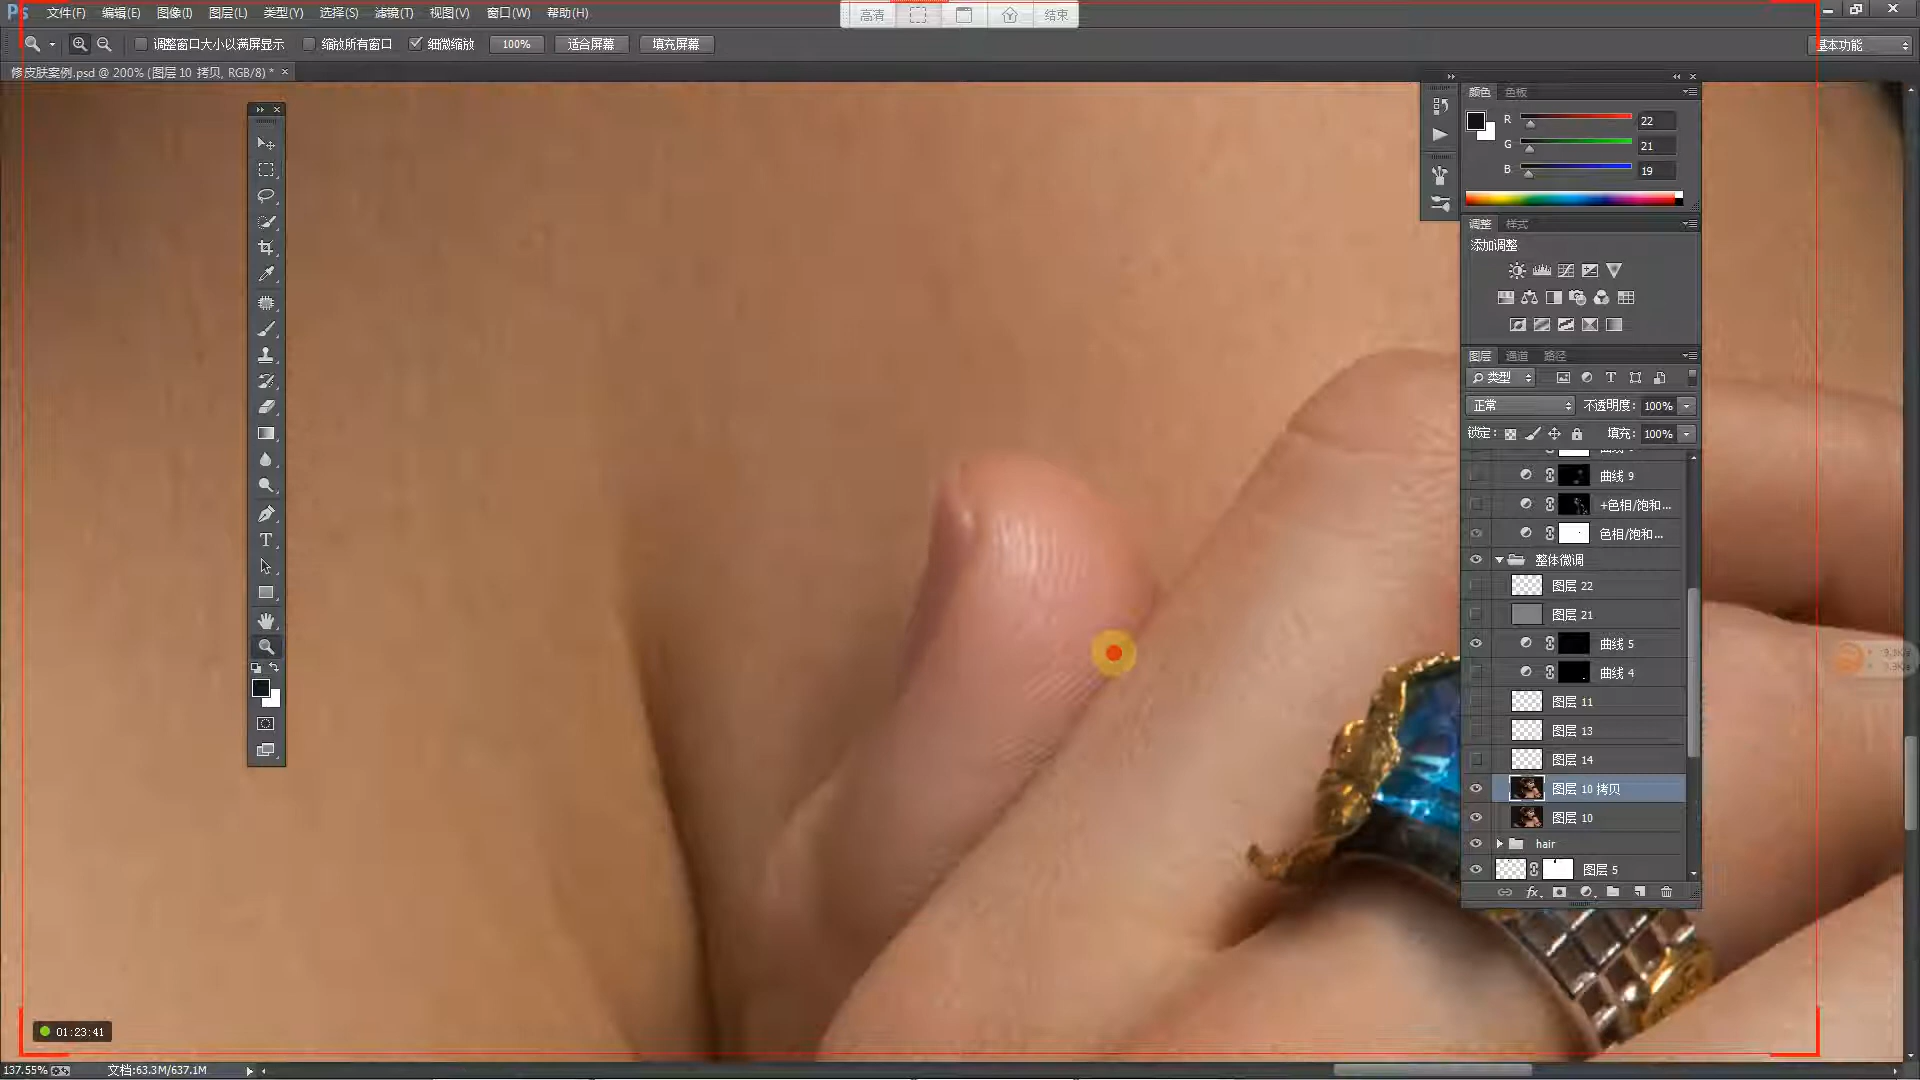 Ps 文件(F) 编辑(E) 图像(I) 图层(L) 类型(Y) 选择(S) 滤镜(T) 视图(V) 窗口(W) 帮助(H)
高清 结束
调整窗口大小以满屏显示 缩放所有窗口 细微缩放 100% 适合屏幕 填充屏幕 基本功能
修皮肤案例.psd @ 200% (图层 10 拷贝, RGB/8) * ×
颜色 色板
R 22
G 21
B 19
调整 样式
添加调整
图层 通道 路径
类型
正常 不透明度: 100%
锁定: 填充: 100%
曲线 9
+色相/饱和...
色相/饱和...
整体微调
图层 22
图层 21
曲线 5
曲线 4
图层 11
图层 13
图层 14
图层 10 拷贝
图层 10
hair
图层 5
fx
01:23:41
137.55% 文档:63.3M/637.1M